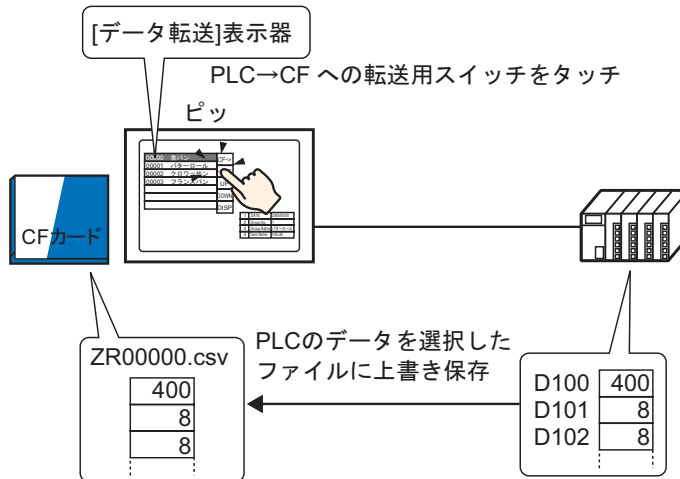 [データ転送]表示器
PLC→CF への転送用スイッチをタッチ
ピッ
00000 食パン
00001 バターロール
00002 クロワッサン
00003 フランスパン
CF->
UP
DOWN
DISP
CFカード
ZR00000.csv
400
8
8
PLCのデータを選択した
ファイルに上書き保存
D100 400
D101 8
D102 8